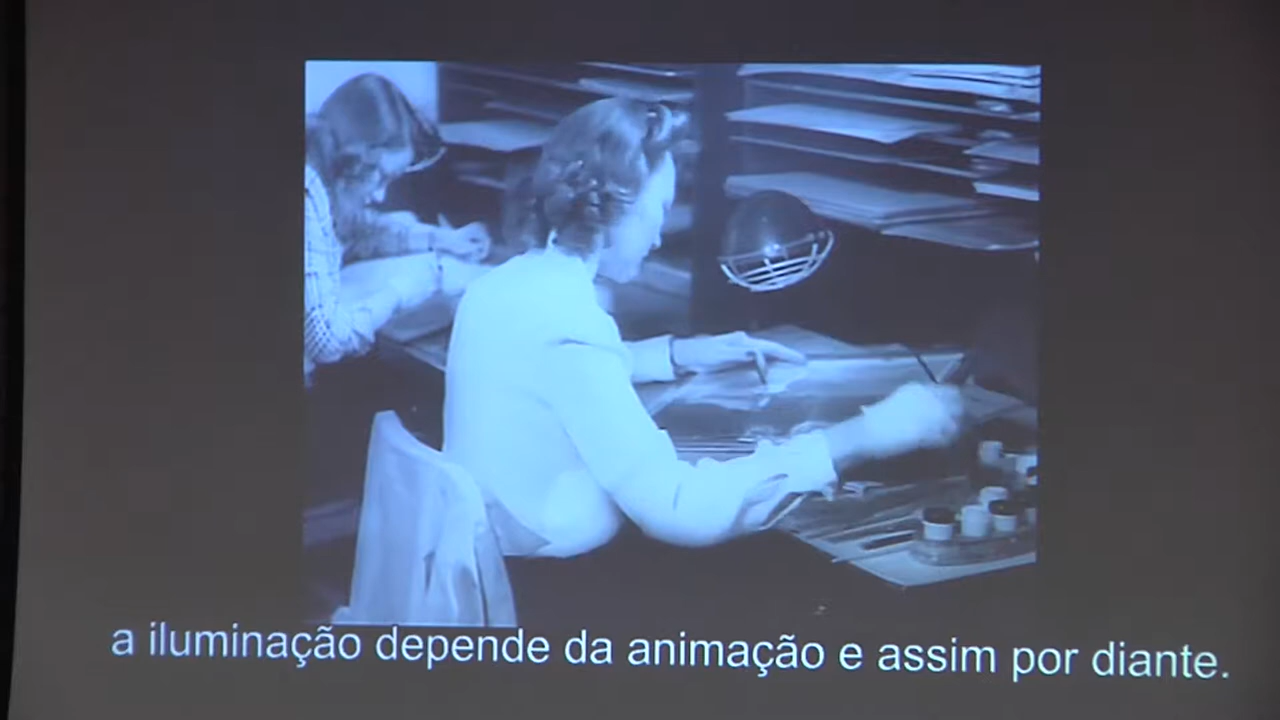 a iluminação depende da animação e assim por diante.